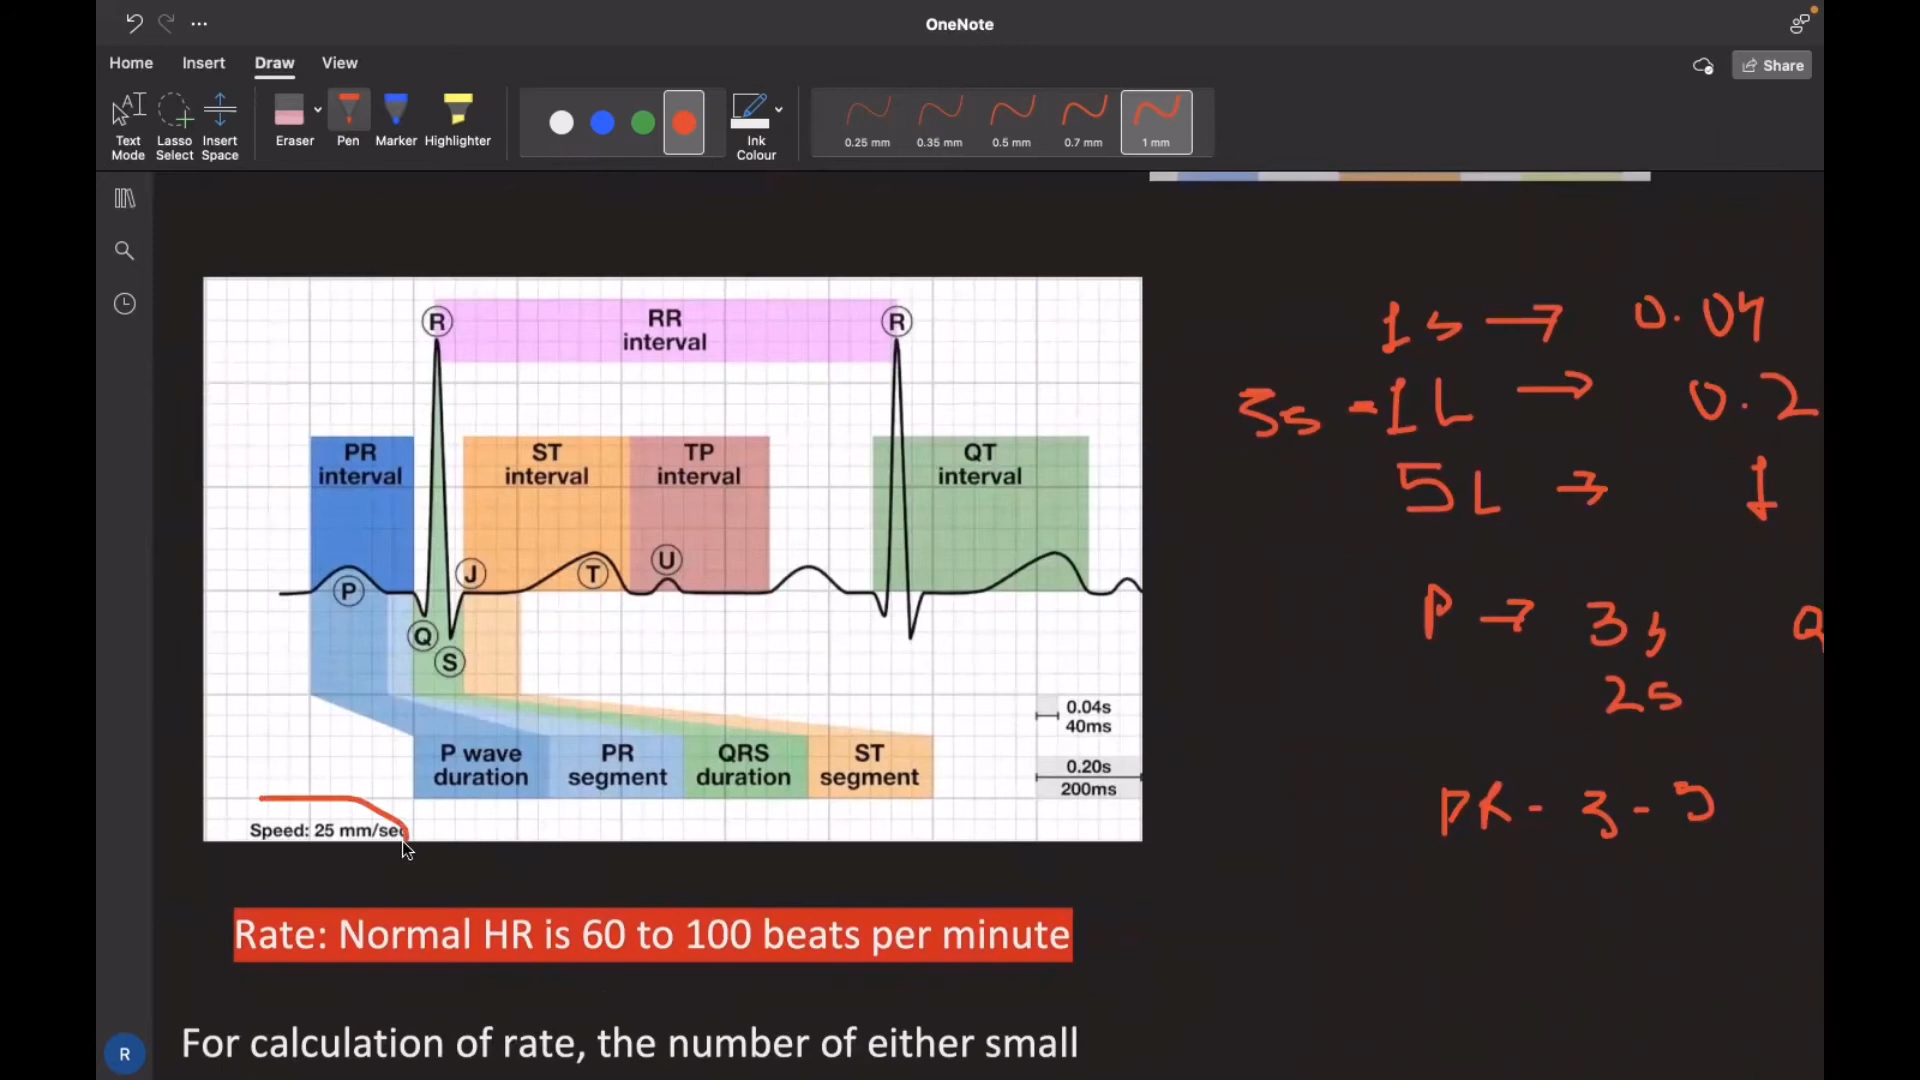 OneNote
Home Insert Draw View
Share
Text Mode
Lasso Select
Insert Space
Eraser
Pen
Marker
Highlighter
Ink Colour
0.25 mm
0.35 mm
0.5 mm
0.7 mm
1 mm
R
RR interval
R
PR interval
ST interval
TP interval
QT interval
P
Q
S
J
T
U
0.04s
40ms
0.20s
200ms
P wave duration
PR segment
QRS duration
ST segment
Speed: 25 mm/sec
1s → 0.04
1L → 0.2
5L → 1
P → 3s
2s
PR - 3 - 5
Rate: Normal HR is 60 to 100 beats per minute
For calculation of rate, the number of either small
R